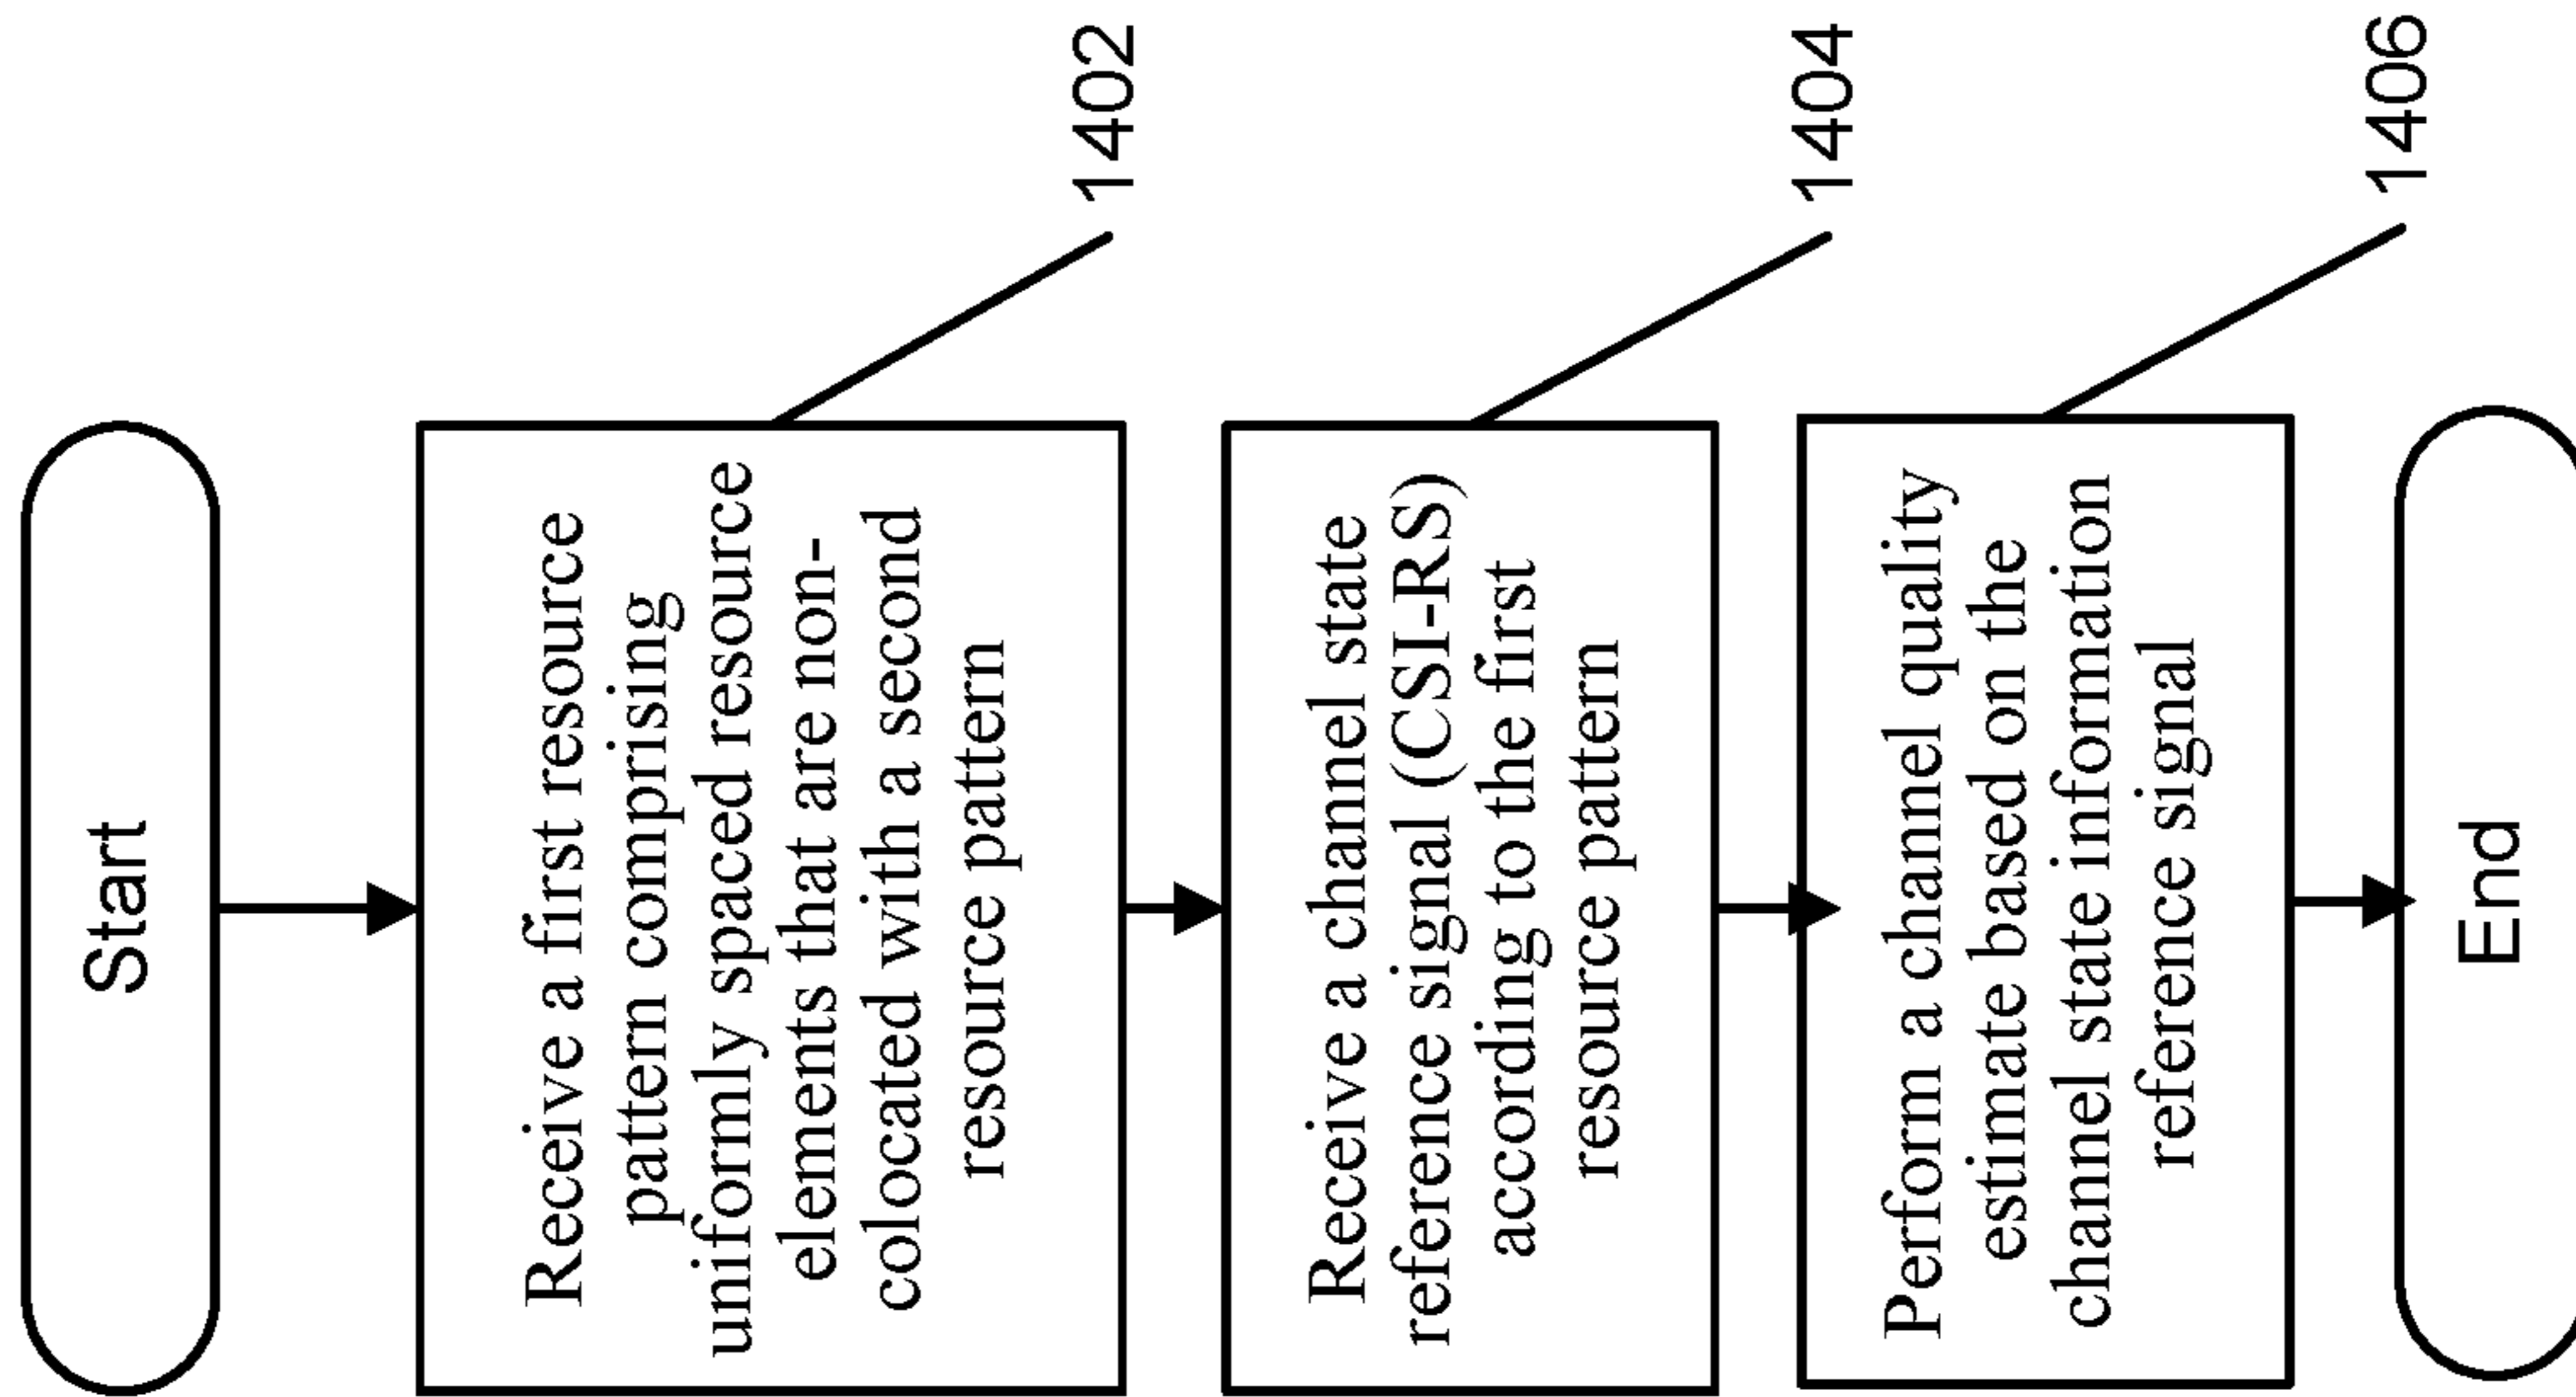 Start
Receive a first resource
pattern comprising
uniformly spaced resource
elements that are non-
colocated with a second
resource pattern
1402
Receive a channel state
reference signal (CSI-RS)
according to the first
resource pattern
1404
Perform a channel quality
estimate based on the
channel state information
reference signal
1406
End